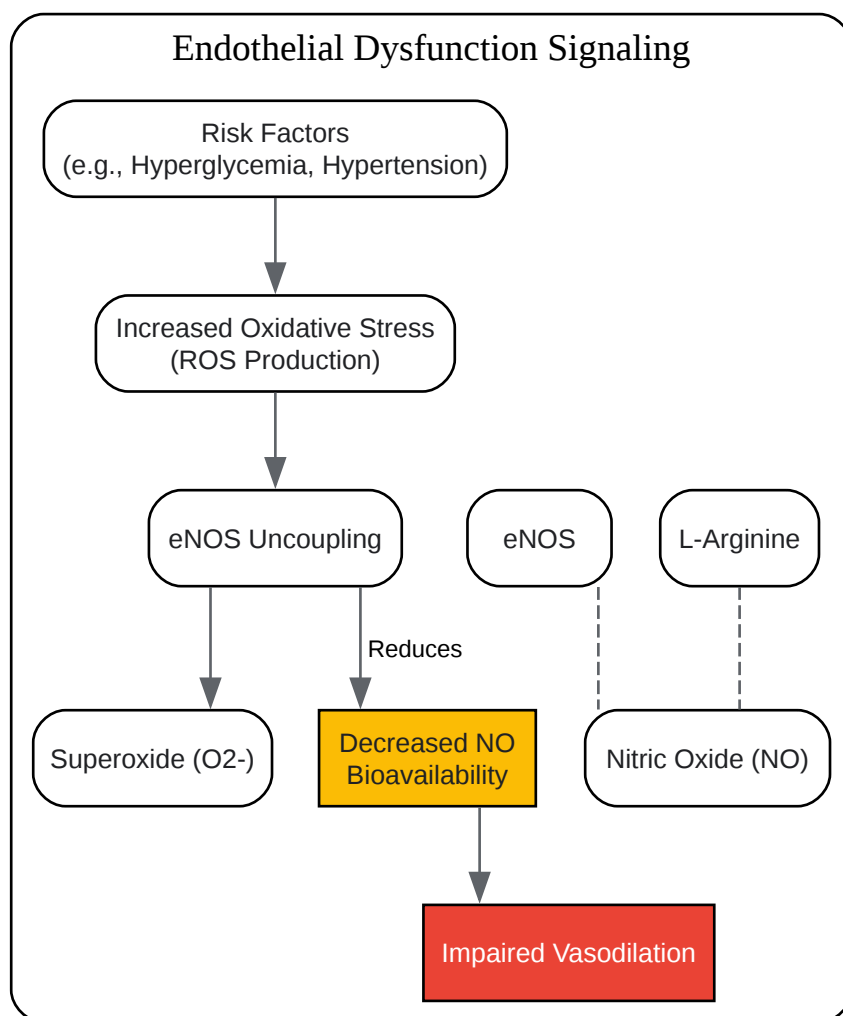 Endothelial Dysfunction Signaling
Risk Factors
(e.g., Hyperglycemia, Hypertension)
Increased Oxidative Stress
(ROS Production)
eNOS Uncoupling
eNOS
L-Arginine
Reduces
Superoxide (O2-)
Decreased NO
Bioavailability
Nitric Oxide (NO)
Impaired Vasodilation